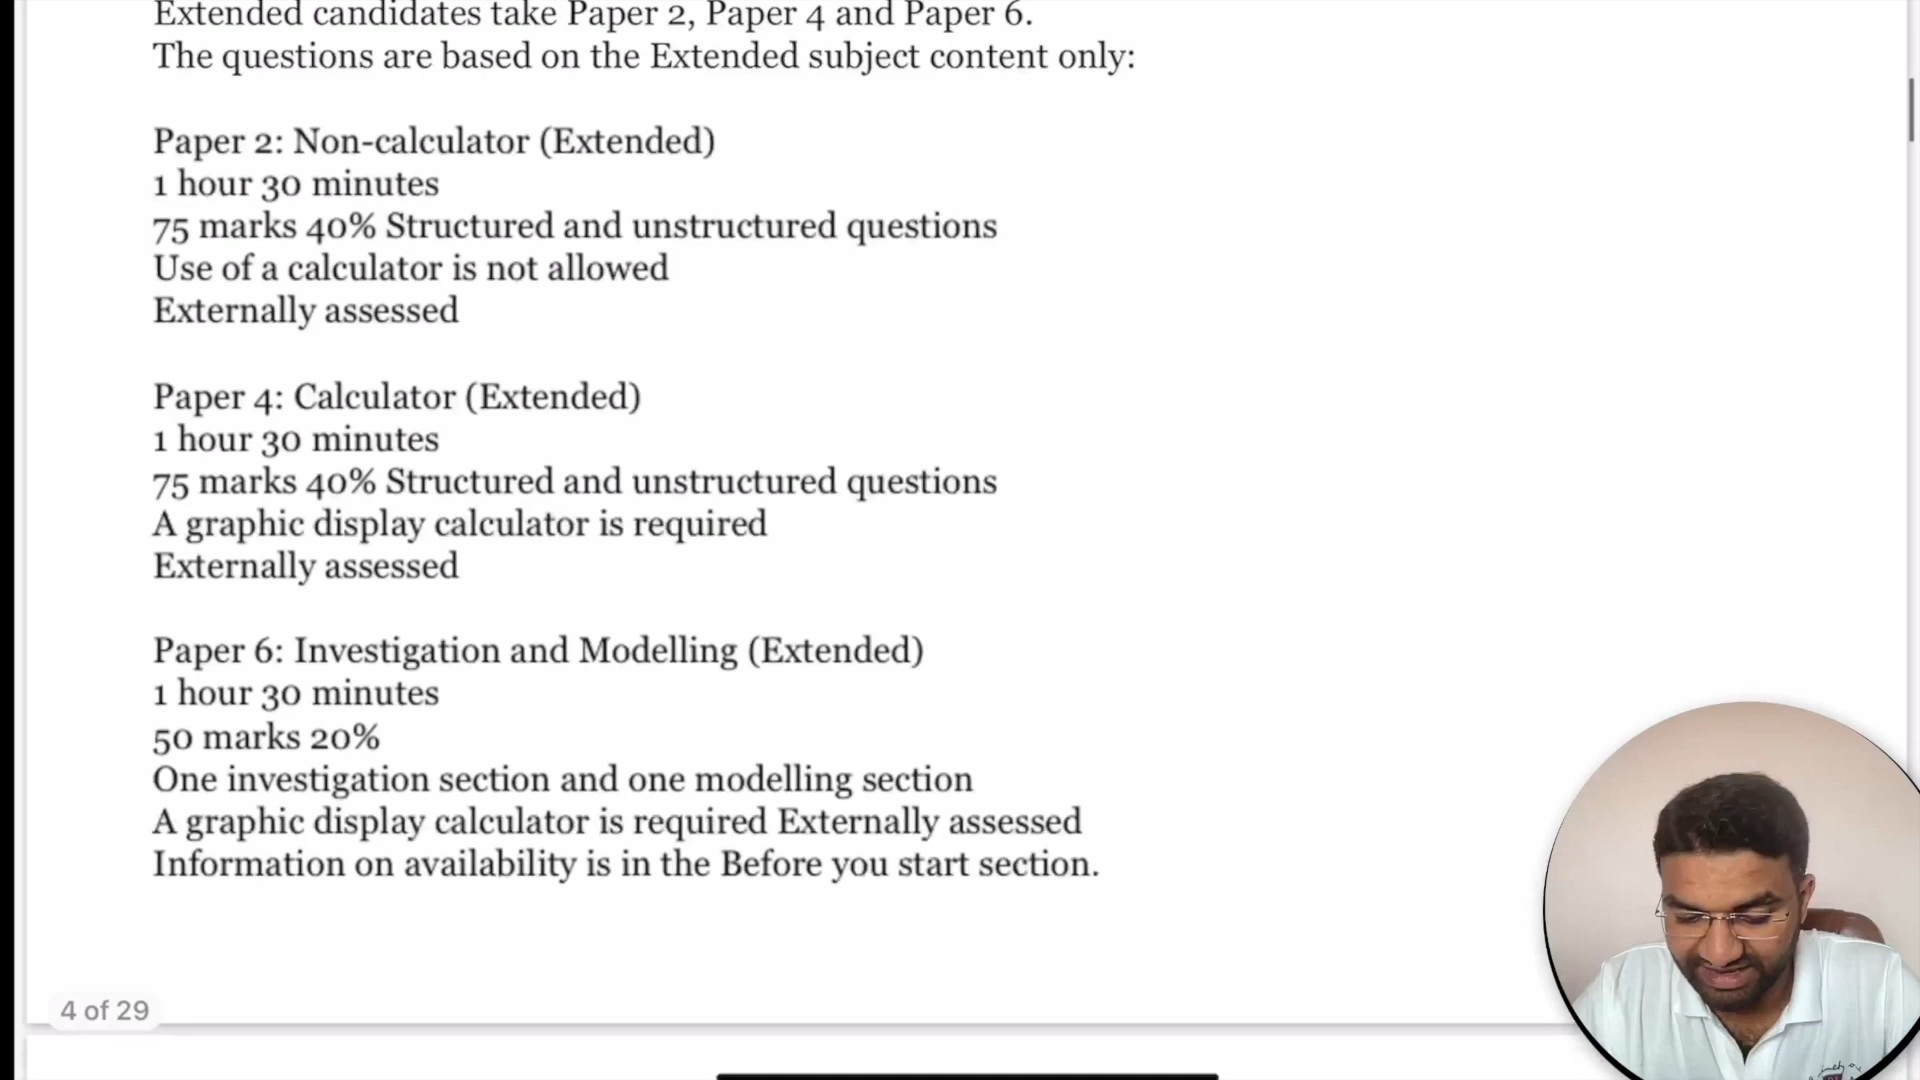 Extended candidates take Paper 2, Paper 4 and Paper 6.
The questions are based on the Extended subject content only:
Paper 2: Non-calculator (Extended)
1 hour 30 minutes
75 marks 40% Structured and unstructured questions
Use of a calculator is not allowed
Externally assessed
Paper 4: Calculator (Extended)
1 hour 30 minutes
75 marks 40% Structured and unstructured questions
A graphic display calculator is required
Externally assessed
Paper 6: Investigation and Modelling (Extended)
1 hour 30 minutes
50 marks 20%
One investigation section and one modelling section
A graphic display calculator is required Externally assessed
Information on availability is in the Before you start section.
4 of 29